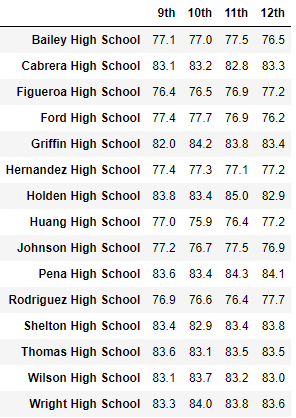 9th 10th 11th 12th
Bailey High School 77.1 77.0 77.5 76.5
Cabrera High School 83.1 83.2 82.8 83.3
Figueroa High School 76.4 76.5 76.9 77.2
Ford High School 77.4 77.7 76.9 76.2
Griffin High School 82.0 84.2 83.8 83.4
Hernandez High School 77.4 77.3 77.1 77.2
Holden High School 83.8 83.4 85.0 82.9
Huang High School 77.0 75.9 76.4 77.2
Johnson High School 77.2 76.7 77.5 76.9
Pena High School 83.6 83.4 84.3 84.1
Rodriguez High School 76.9 76.6 76.4 77.7
Shelton High School 83.4 82.9 83.4 83.8
Thomas High School 83.6 83.1 83.5 83.5
Wilson High School 83.1 83.7 83.2 83.0
Wright High School 83.3 84.0 83.8 83.6